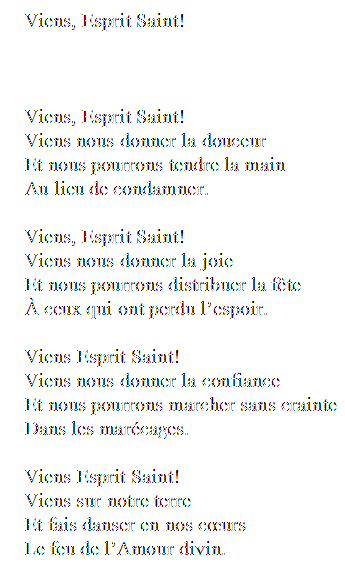 Viens, Esprit Saint!
Viens, Esprit Saint!
Viens nous donner la douceur
Et nous pourrons tendre la main
Au lieu de condamner.
Viens, Esprit Saint!
Viens nous donner la joie
Et nous pourrons distribuer la fête
À ceux qui ont perdu l'espoir.
Viens Esprit Saint!
Viens nous donner la confiance
Et nous pourrons marcher sans crainte
Dans les marécages.
Viens Esprit Saint!
Viens sur notre terre
Et fais danser en nos cœurs
Le feu de l'Amour divin.